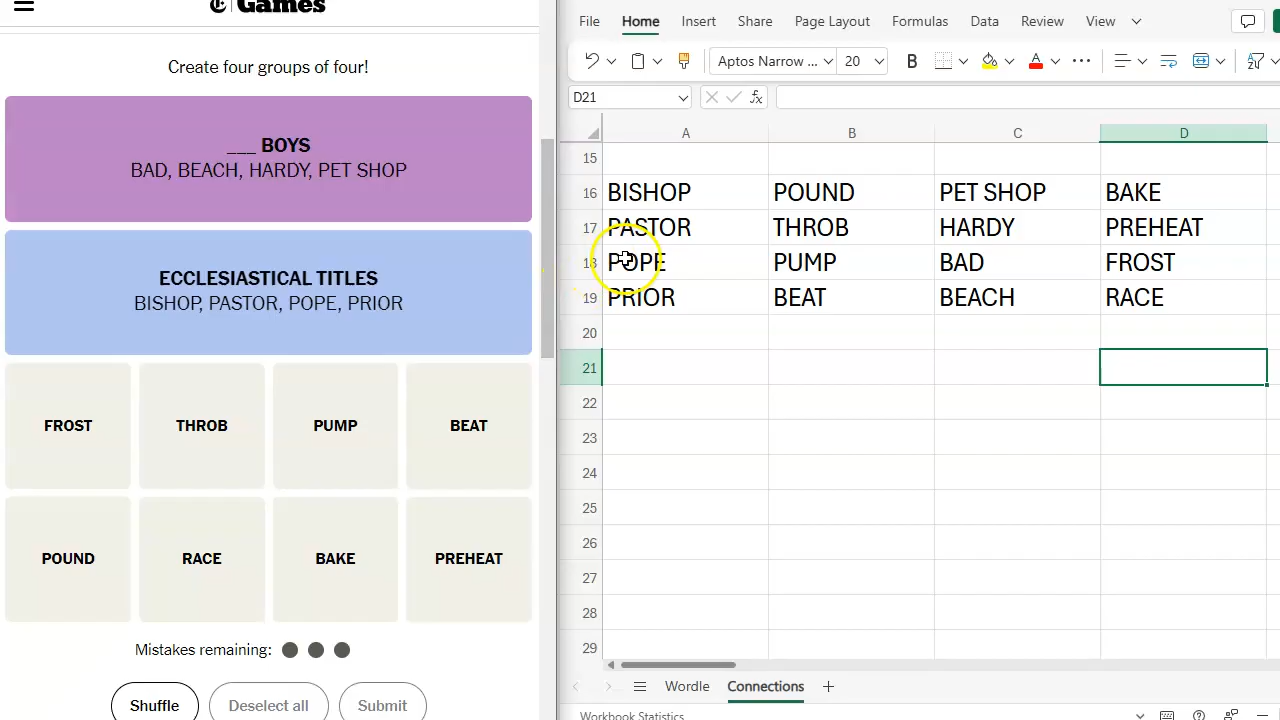 Games
Create four groups of four!
___ BOYS
BAD, BEACH, HARDY, PET SHOP
ECCLESIASTICAL TITLES
BISHOP, PASTOR, POPE, PRIOR
FROST THROB PUMP BEAT
POUND RACE BAKE PREHEAT
Mistakes remaining:
Shuffle Deselect all Submit
File Home Insert Share Page Layout Formulas Data Review View
Aptos Narrow ... 20 B A
D21 fx
A B C D
15
16 BISHOP POUND PET SHOP BAKE
17 PASTOR THROB HARDY PREHEAT
18 POPE PUMP BAD FROST
19 PRIOR BEAT BEACH RACE
20
21
22
23
24
25
26
27
28
29
Wordle Connections +
Workbook Statistics